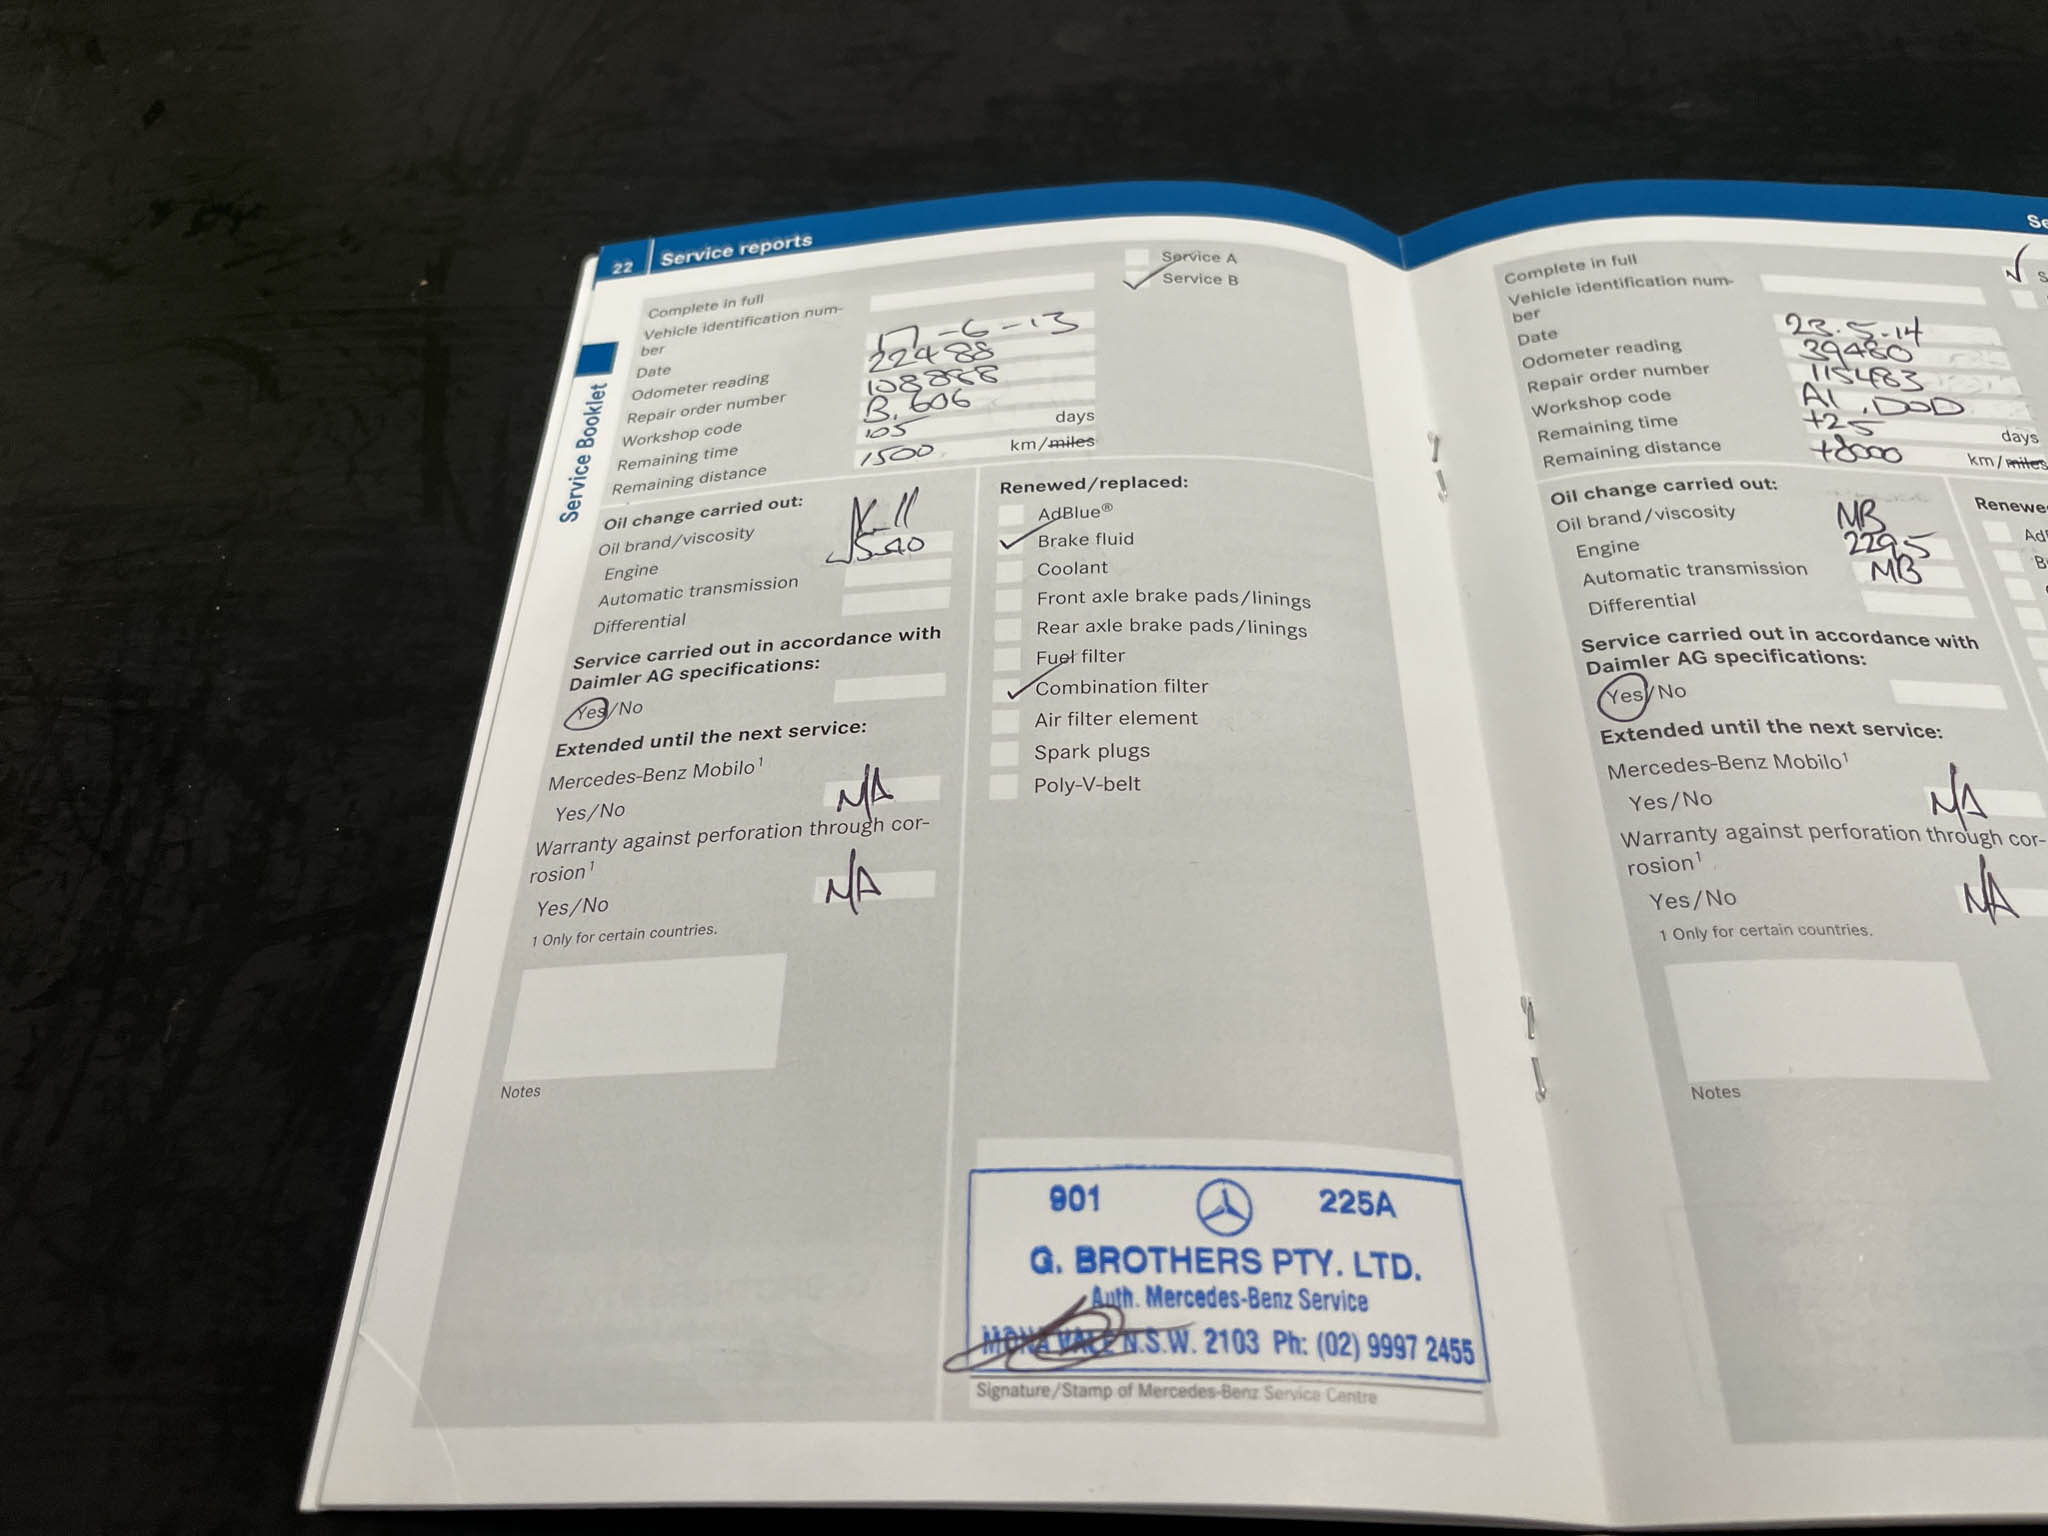 22 Service reports
Service Booklet
Complete in full
Vehicle identification num-
ber
Date 17-6-13
Odometer reading 22488
Repair order number 108888
Workshop code B.606
Remaining time 105 days
Remaining distance 1500 km/miles
Service A
Service B
Oil change carried out:
Oil brand/viscosity
Engine 5-40
Automatic transmission
Differential
Service carried out in accordance with
Daimler AG specifications:
Yes/No
Extended until the next service:
Mercedes-Benz Mobilo¹
Yes/No N/A
Warranty against perforation through cor-
rosion¹
Yes/No N/A
1 Only for certain countries.
Notes
Renewed/replaced:
AdBlue®
Brake fluid
Coolant
Front axle brake pads/linings
Rear axle brake pads/linings
Fuel filter
Combination filter
Air filter element
Spark plugs
Poly-V-belt
901 225A
G. BROTHERS PTY. LTD.
Auth. Mercedes-Benz Service
MONA VALE N.S.W. 2103 Ph: (02) 9997 2455
Signature/Stamp of Mercedes-Benz Service Centre
Se
Complete in full
Vehicle identification num-
ber
Date 23.5.14
Odometer reading 39480
Repair order number 115483
Workshop code A1.DOD
Remaining time +25 days
Remaining distance +8000 km/miles
S
Oil change carried out:
Oil brand/viscosity MB
Engine 229.5
Automatic transmission MB
Differential
Service carried out in accordance with
Daimler AG specifications:
Yes/No
Extended until the next service:
Mercedes-Benz Mobilo¹
Yes/No N/A
Warranty against perforation through cor-
rosion¹
Yes/No N/A
1 Only for certain countries.
Notes
Renewe
Ad
B